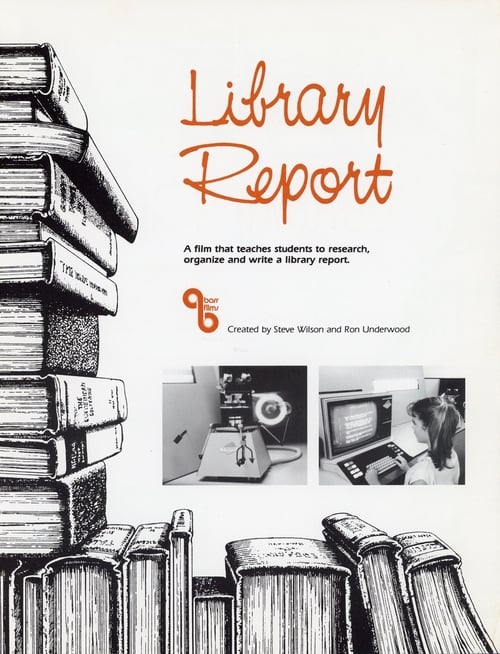 Library
Report
A film that teaches students to research,
organize and write a library report.
barr
films
Created by Steve Wilson and Ron Underwood